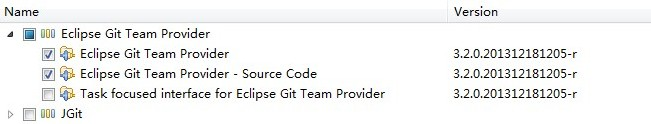 Name Version
Eclipse Git Team Provider
Eclipse Git Team Provider 3.2.0.201312181205-r
Eclipse Git Team Provider - Source Code 3.2.0.201312181205-r
Task focused interface for Eclipse Git Team Provider 3.2.0.201312181205-r
JGit